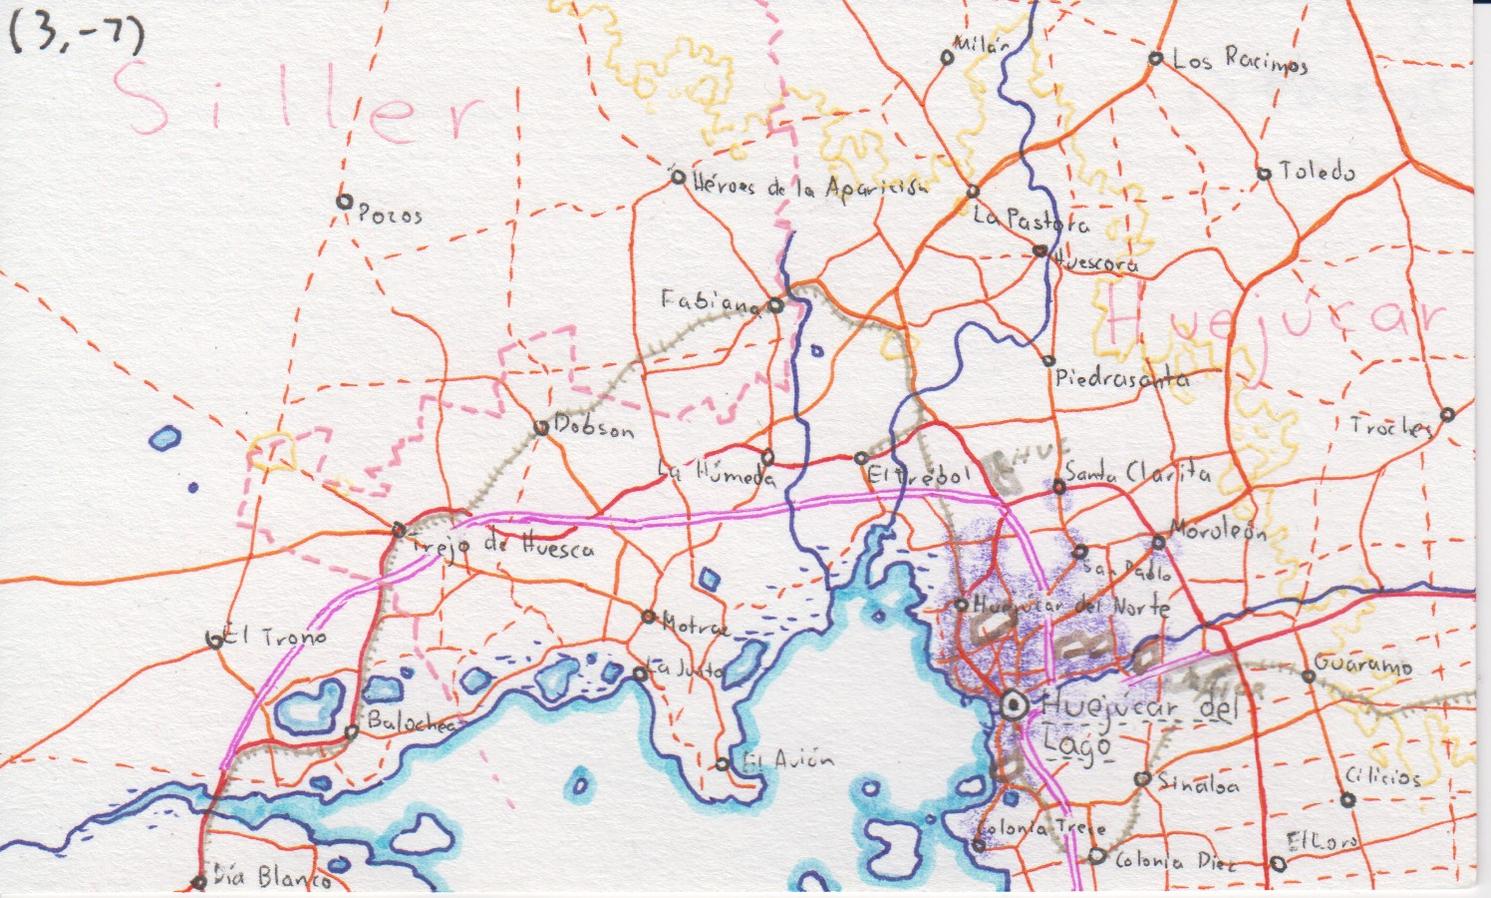 (3,-7)
Siller
Milán
Los Racimos
Toledo
Héroes de la Aparición
Pozos
La Pastora
Huescora
Fabiana
Huejúcar
Piedrasanta
Troches
Dobson
La Húmeda
El trébol
HUE
Santa Clarita
Trejo de Huesca
Moroleón
San Pablo
Huejúcar del Norte
El Trono
Motrac
La Justo
Guaramo
Huejúcar del
Lago
Balochea
El Avión
Sinaloa
Cilicios
Colonia Trece
Colonia Diez
El Loro
Día Blanco